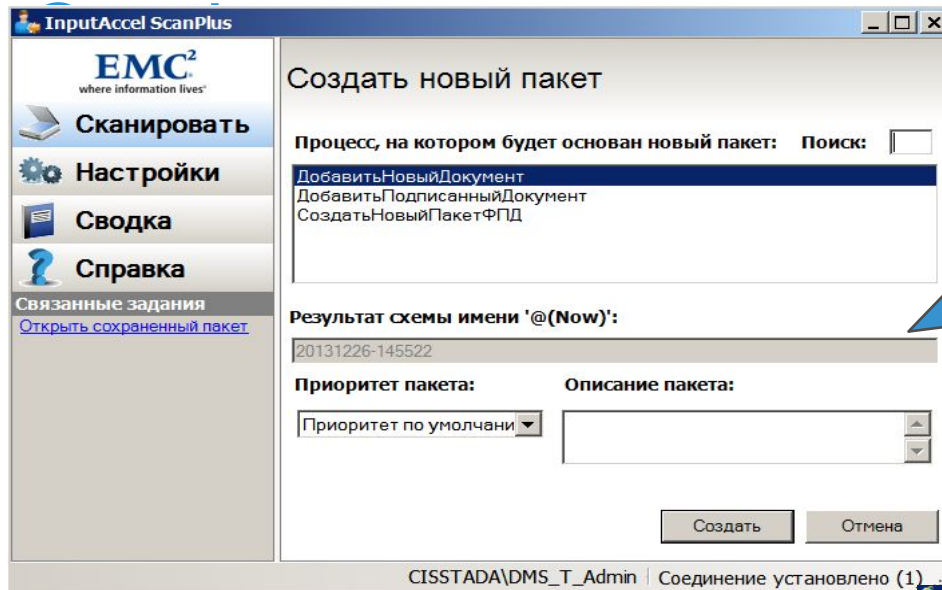 InputAccel ScanPlus
EMC²
where information lives®
Сканировать
Настройки
Сводка
Справка
Связанные задания
Открыть сохраненный пакет
Создать новый пакет
Процесс, на котором будет основан новый пакет: Поиск:
ДобавитьНовыйДокумент
ДобавитьПодписанныйДокумент
СоздатьНовыйПакетФПД
Результат схемы имени '@(Now)':
20131226-145522
Приоритет пакета: Описание пакета:
Приоритет по умолчани
Создать Отмена
CISSTADA\DMS_T_Admin Соединение установлено (1)